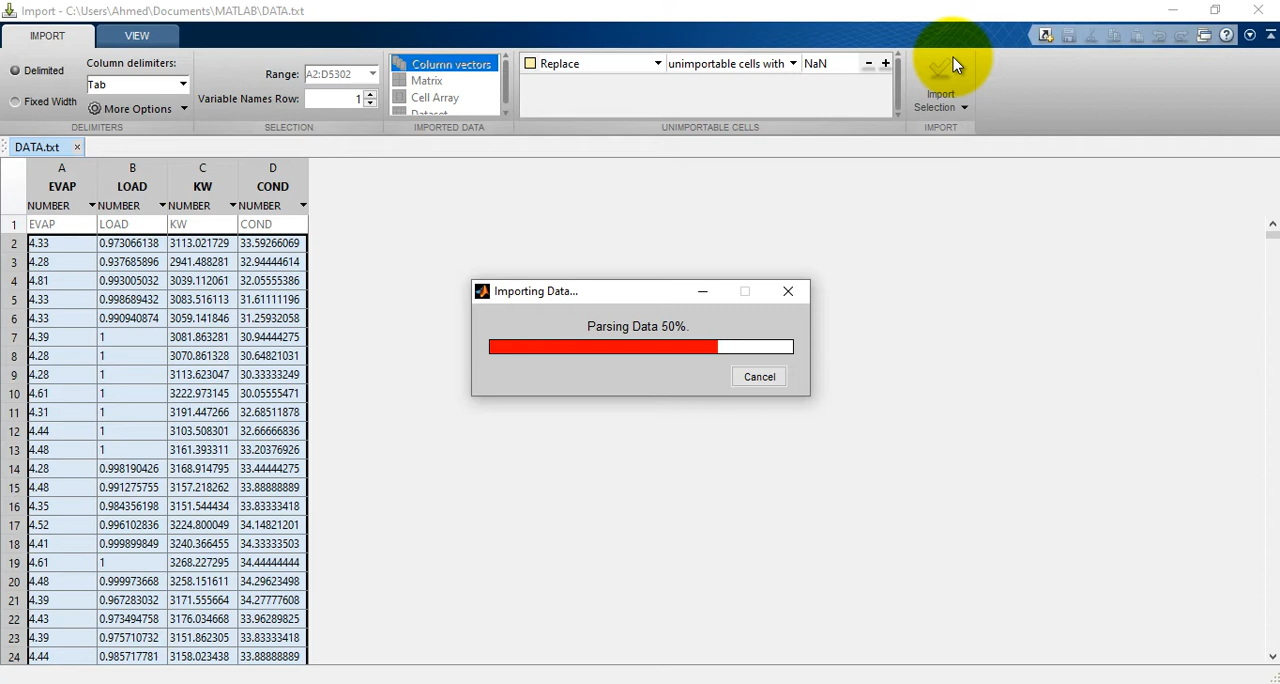 Import - C:\Users\Ahmed\Documents\MATLAB\DATA.txt
IMPORT VIEW
Delimited
Fixed Width
Column delimiters:
Tab
More Options
DELIMITERS
Range: A2:D5302
Variable Names Row: 1
SELECTION
Column vectors
Matrix
Cell Array
Dataset
IMPORTED DATA
Replace unimportable cells with NaN
UNIMPORTABLE CELLS
Import
Selection
IMPORT
DATA.txt
A B C D
EVAP LOAD KW COND
NUMBER NUMBER NUMBER NUMBER
1 EVAP LOAD KW COND
2 4.33 0.973066138 3113.021729 33.59266069
3 4.28 0.937685896 2941.488281 32.94444614
4 4.81 0.993005032 3039.112061 32.05555386
5 4.33 0.998689432 3083.516113 31.61111196
6 4.33 0.990940874 3059.141846 31.25932058
7 4.39 1 3081.863281 30.94444275
8 4.28 1 3070.861328 30.64821031
9 4.28 1 3113.623047 30.33333249
10 4.61 1 3222.973145 30.05555471
11 4.31 1 3191.447266 32.68511878
12 4.44 1 3103.508301 32.66666836
13 4.48 1 3161.393311 33.20376926
14 4.28 0.998190426 3168.914795 33.44444275
15 4.48 0.991275755 3157.218262 33.88888889
16 4.35 0.984356198 3151.544434 33.83333418
17 4.52 0.996102836 3224.800049 34.14821201
18 4.41 0.999899849 3240.366455 34.33333503
19 4.61 1 3268.227295 34.44444444
20 4.48 0.999973668 3258.151611 34.29623498
21 4.39 0.967283032 3171.555664 34.27777608
22 4.43 0.973494758 3176.034668 33.96289825
23 4.39 0.975710732 3151.862305 33.83333418
24 4.44 0.985717781 3158.023438 33.88888889
Importing Data...
Parsing Data 50%.
Cancel